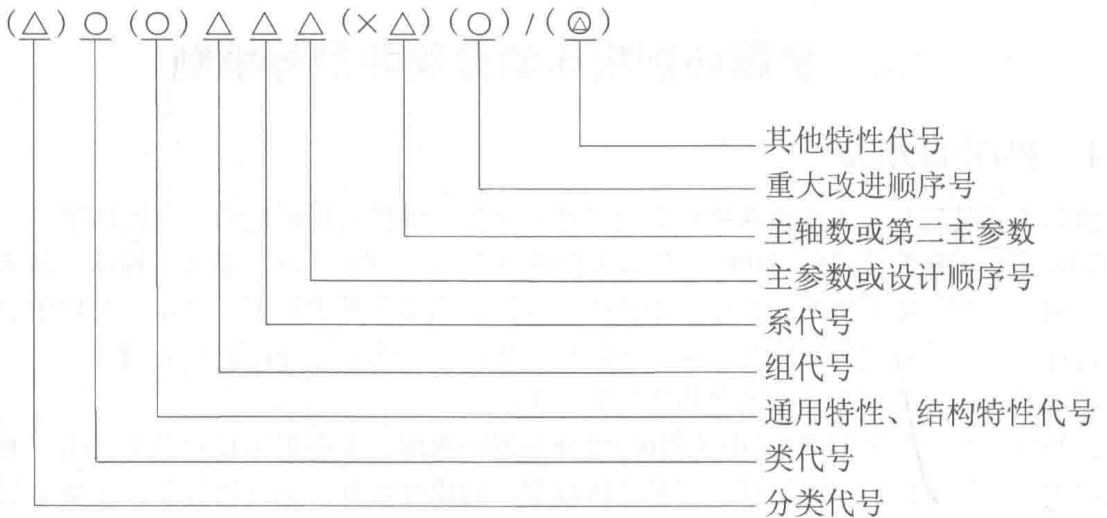 (△)○(○)△△△(×△)(○)/(◎)
其他特性代号
重大改进顺序号
主轴数或第二主参数
主参数或设计顺序号
系代号
组代号
通用特性、结构特性代号
类代号
分类代号